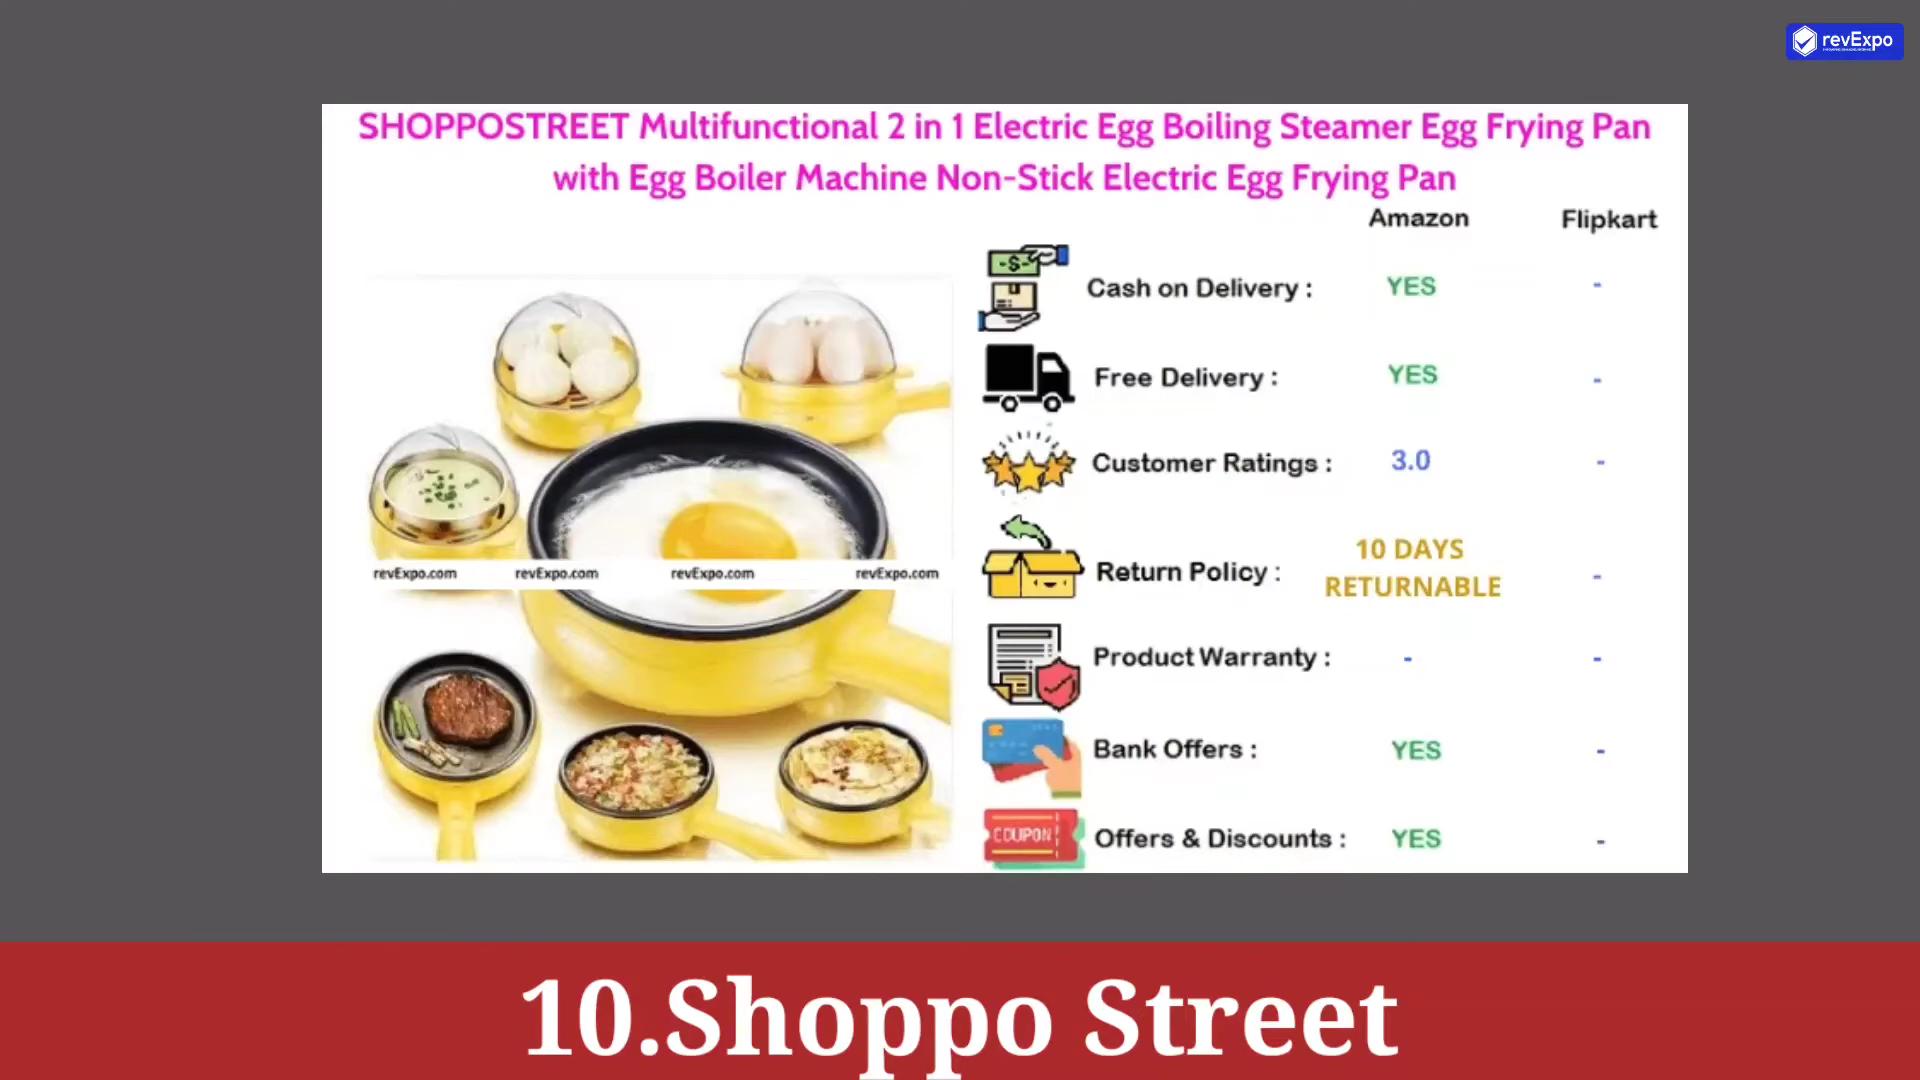 revExpo
SHOPPOSTREET Multifunctional 2 in 1 Electric Egg Boiling Steamer Egg Frying Pan
with Egg Boiler Machine Non-Stick Electric Egg Frying Pan
Amazon Flipkart
Cash on Delivery : YES -
Free Delivery : YES -
Customer Ratings : 3.0 -
Return Policy : 10 DAYS RETURNABLE -
Product Warranty : - -
Bank Offers : YES -
COUPON Offers & Discounts : YES -
revExpo.com revExpo.com revExpo.com revExpo.com
10.Shoppo Street